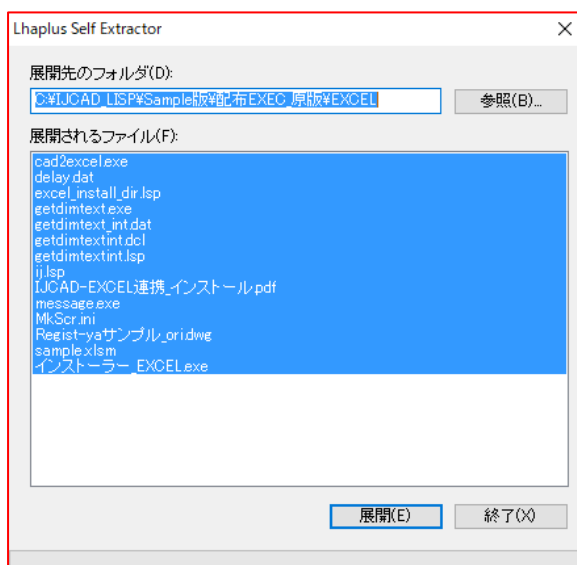 Lhaplus Self Extractor
展開先のフォルダ(D):
C:¥IJCAD_LISP¥Sample版¥配布EXEC_原版¥EXCEL
参照(B)...
展開されるファイル(F):
cad2excel.exe
delay.dat
excel_install_dir.lsp
getdimtext.exe
getdimtext_int.dat
getdimtextint.dcl
getdimtextint.lsp
ij.lsp
IJCAD-EXCEL連携_インストール.pdf
message.exe
MkScr.ini
Regist-yaサンプル_ori.dwg
sample.xlsm
インストーラー_EXCEL.exe
展開(E)
終了(X)